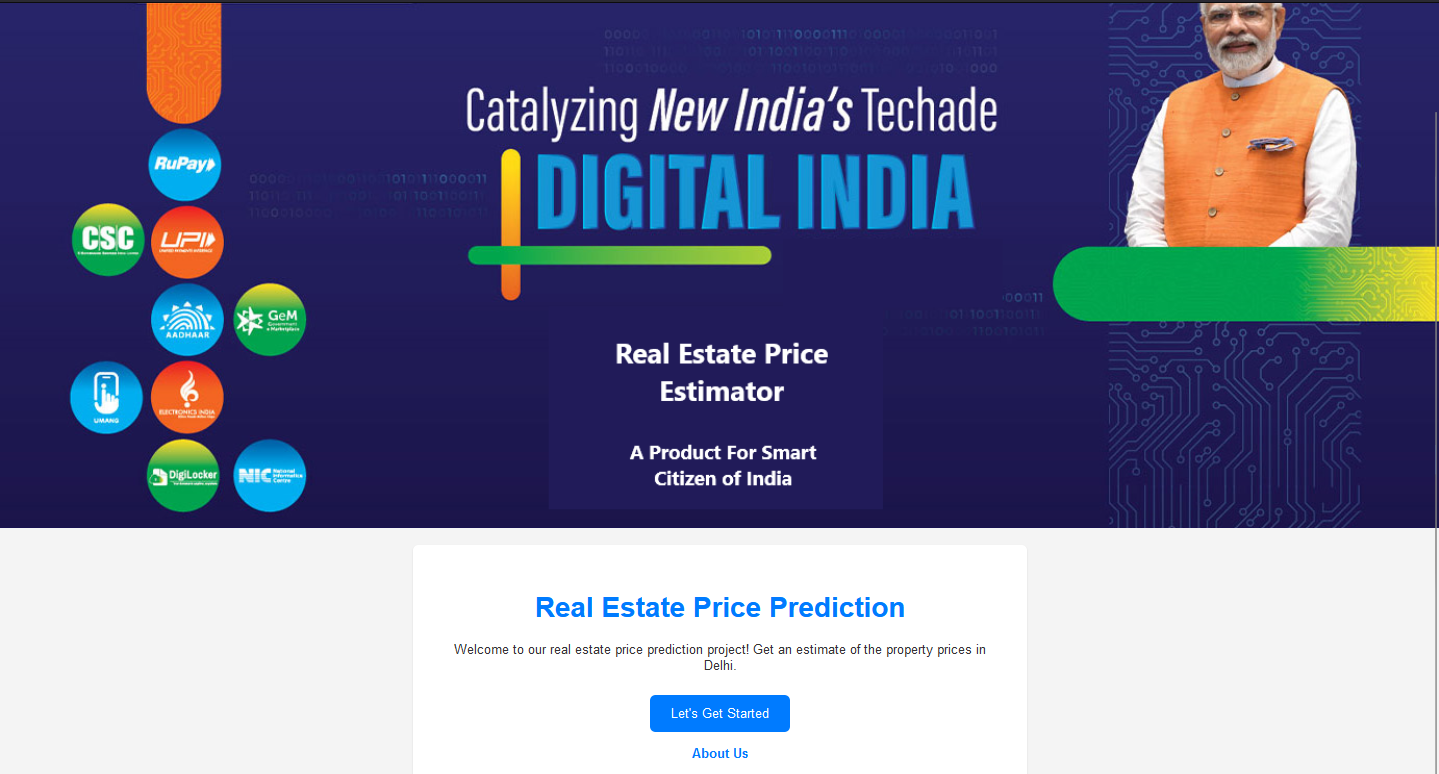 Catalyzing New India's Techade
DIGITAL INDIA
RuPay
CSC
UPI
UNIFIED PAYMENTS INTERFACE
AADHAAR
GeM
Government
e Marketplace
UMANG
ELECTRONICS INDIA
DigiLocker
NIC National
Informatics
Centre
Real Estate Price
Estimator
A Product For Smart
Citizen of India
Real Estate Price Prediction
Welcome to our real estate price prediction project! Get an estimate of the property prices in
Delhi.
Let's Get Started
About Us